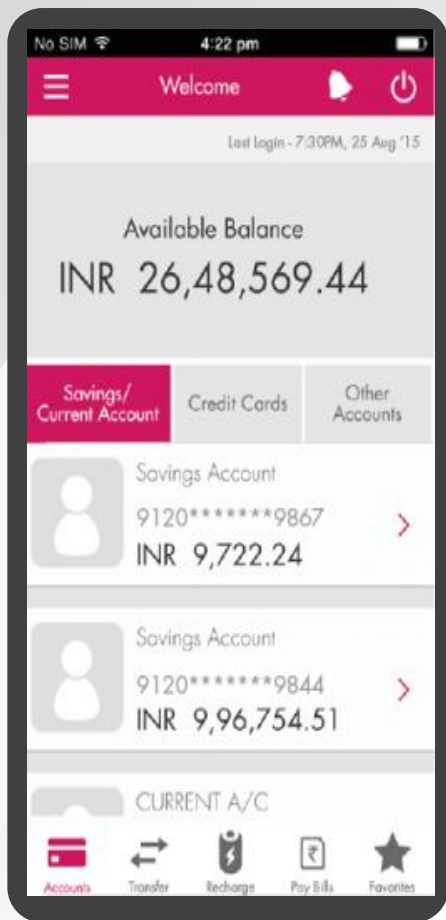 No SIM 4:22 pm
Welcome
Last Login - 7:30PM, 25 Aug '15
Available Balance
INR 26,48,569.44
Savings/
Current Account
Credit Cards
Other
Accounts
Savings Account
9120*******9867
INR 9,722.24
Savings Account
9120*******9844
INR 9,96,754.51
CURRENT A/C
Accounts Transfer Recharge Pay Bills Favorites